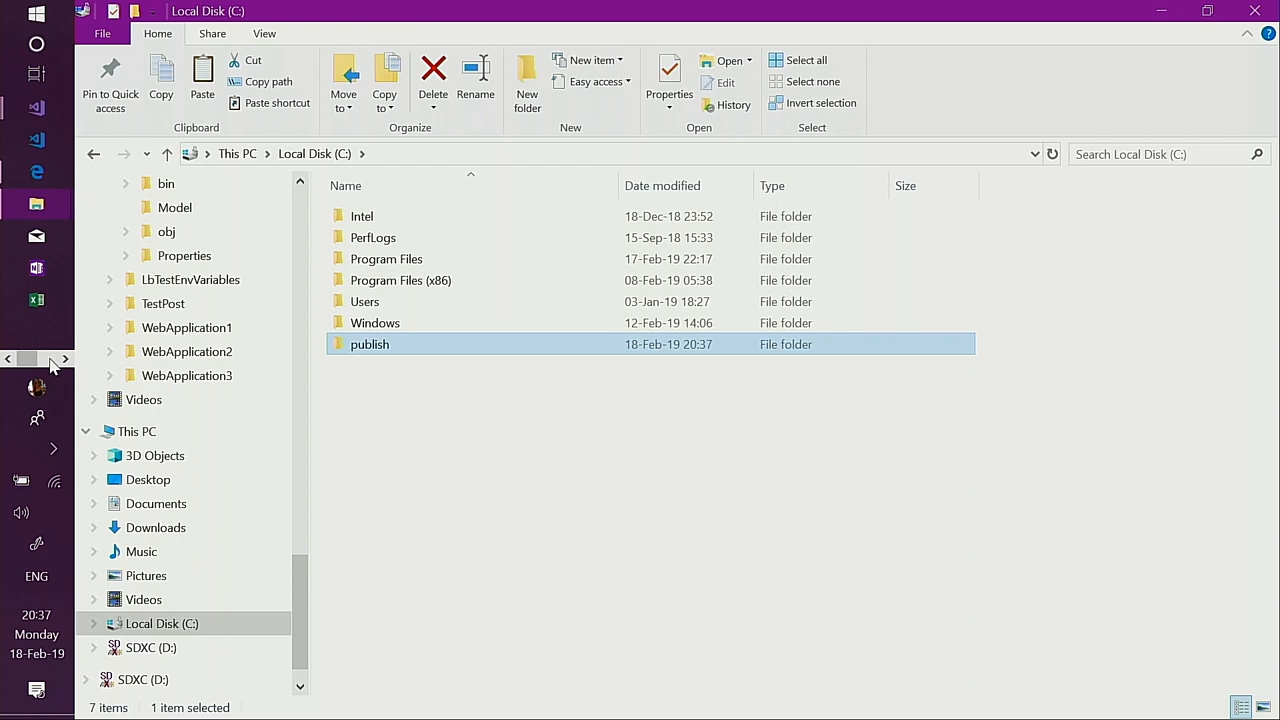 Local Disk (C:)
File Home Share View
Pin to Quick access
Copy
Paste
Cut
Copy path
Paste shortcut
Clipboard
Move to
Copy to
Delete
Rename
Organize
New folder
New item
Easy access
New
Properties
Open
Edit
History
Open
Select all
Select none
Invert selection
Select
This PC > Local Disk (C:) >
Search Local Disk (C:)
bin
Model
obj
Properties
LbTestEnvVariables
TestPost
WebApplication1
WebApplication2
WebApplication3
Videos
This PC
3D Objects
Desktop
Documents
Downloads
Music
Pictures
Videos
Local Disk (C:)
SDXC (D:)
SDXC (D:)
Name Date modified Type Size
Intel 18-Dec-18 23:52 File folder
PerfLogs 15-Sep-18 15:33 File folder
Program Files 17-Feb-19 22:17 File folder
Program Files (x86) 08-Feb-19 05:38 File folder
Users 03-Jan-19 18:27 File folder
Windows 12-Feb-19 14:06 File folder
publish 18-Feb-19 20:37 File folder
7 items 1 item selected
ENG
20:37
Monday
18-Feb-19